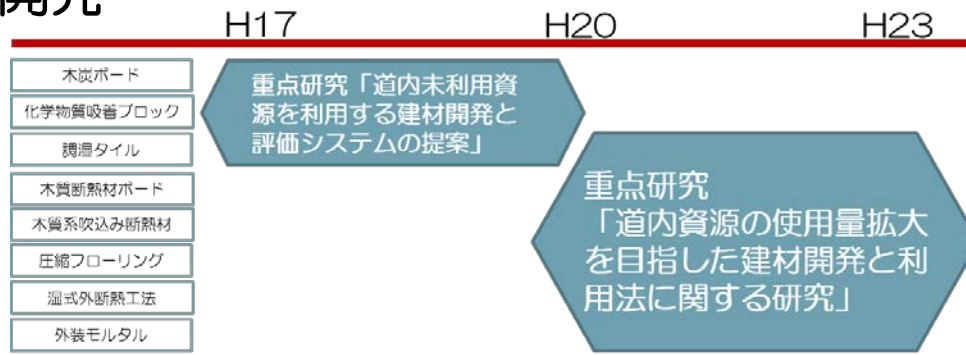 H17 H20 H23
木炭ボード
化学物質吸着ブロック
調湿タイル
木質断熱材ボード
木質系吹込み断熱材
圧縮フローリング
湿式外断熱工法
外装モルタル
重点研究「道内未利用資
源を利用する建材開発と
評価システムの提案」
重点研究
「道内資源の使用量拡大
を目指した建材開発と利
用法に関する研究」